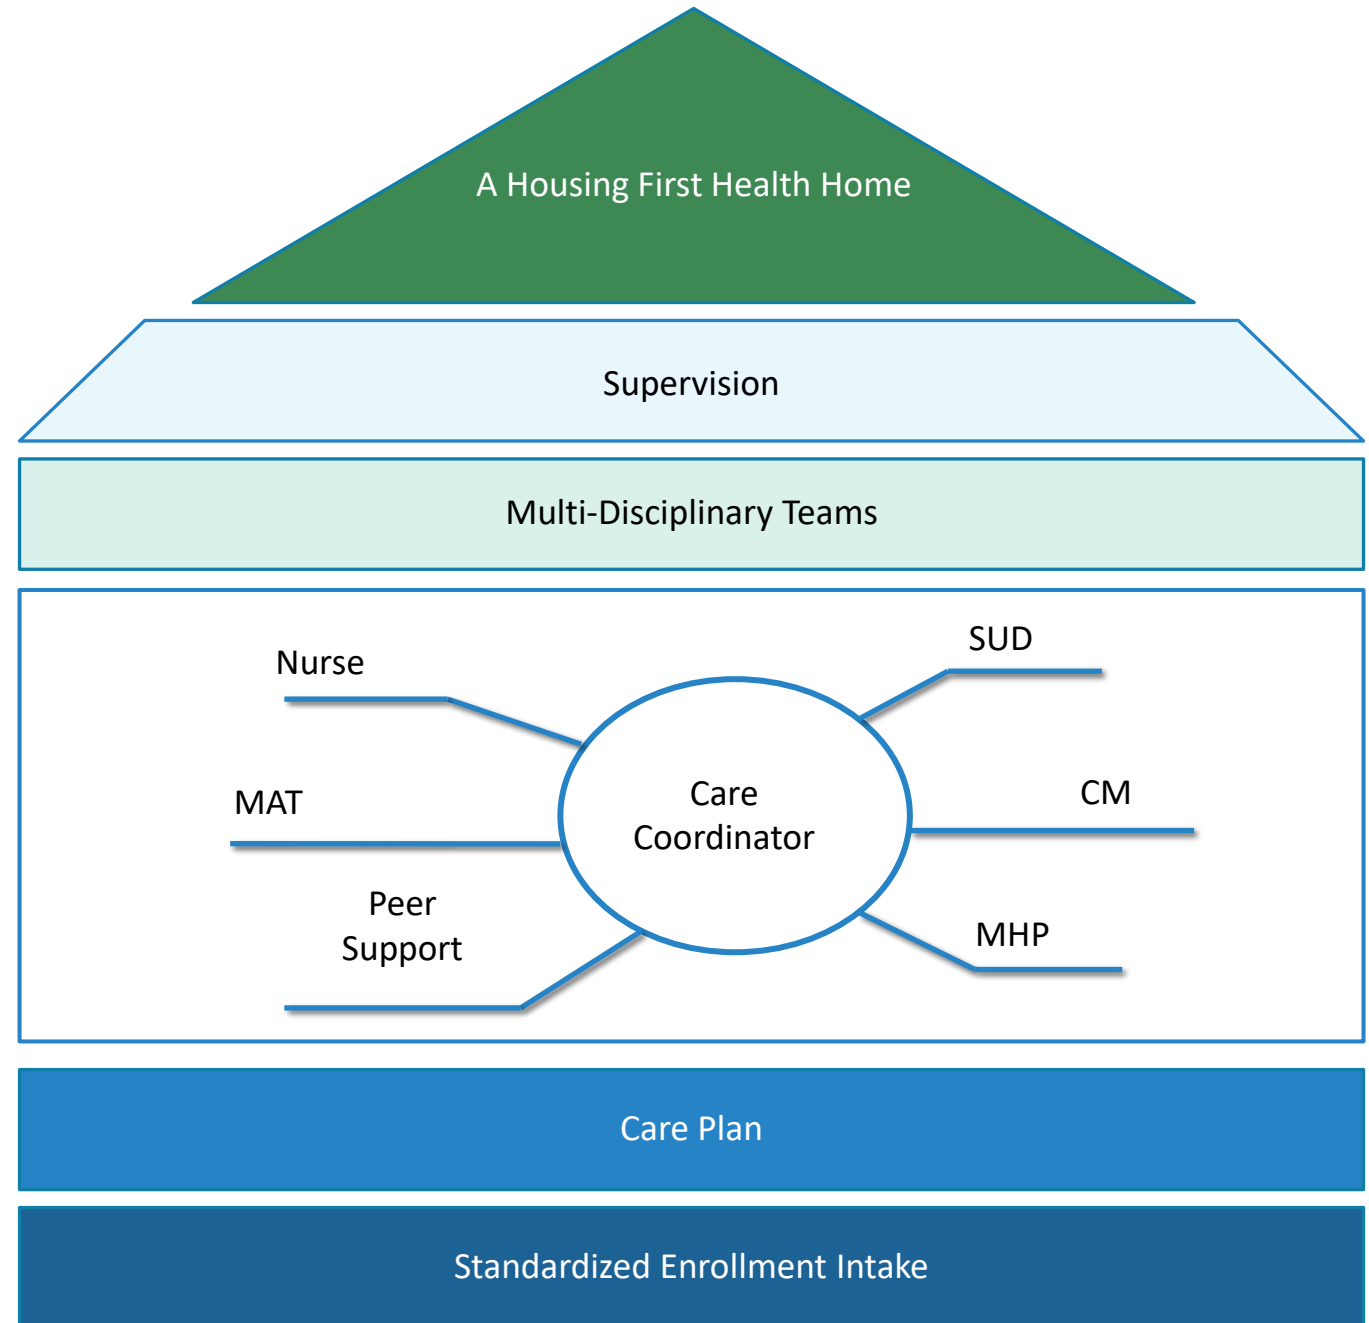 A Housing First Health Home
Supervision
Multi-Disciplinary Teams
Nurse
SUD
MAT
Care
Coordinator
CM
Peer
Support
MHP
Care Plan
Standardized Enrollment Intake